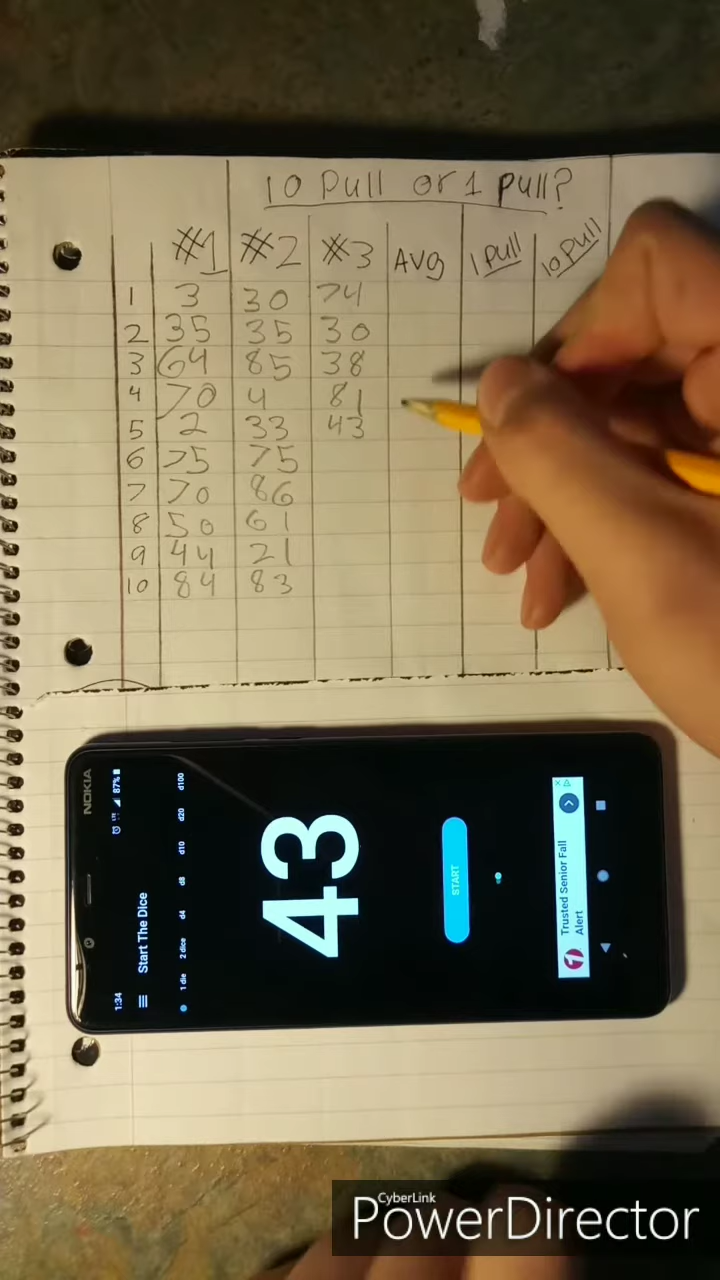 10 Pull or 1 Pull?
#1 #2 #3 Avg 1 Pull 10 Pull
1 3 30 74
2 35 35 30
3 64 85 38
4 70 4 81
5 2 33 43
6 75 75
7 70 86
8 50 61
9 44 21
10 84 83
NOKIA
1:34 LTE 87%
Start The Dice
1 die 2 dice d4 d8 d10 d20 d100
43
START
Trusted Senior Fall
Alert
CyberLink
PowerDirector